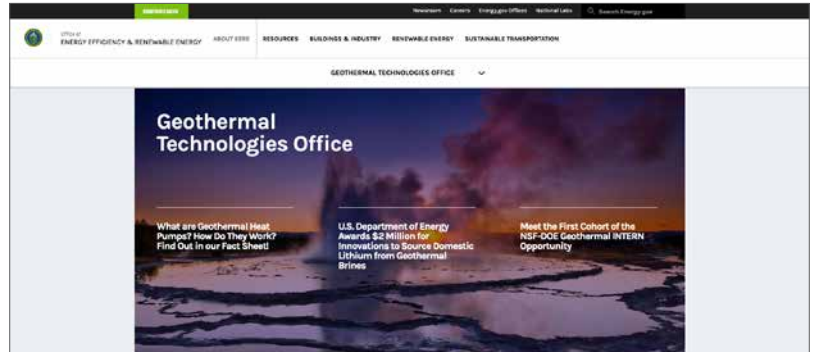 Newsroom Careers Energy.gov Offices National Labs Search Energy.gov
Office of
ENERGY EFFICIENCY & RENEWABLE ENERGY
ABOUT EERE RESOURCES BUILDINGS & INDUSTRY RENEWABLE ENERGY SUSTAINABLE TRANSPORTATION
GEOTHERMAL TECHNOLOGIES OFFICE
Geothermal
Technologies Office
What are Geothermal Heat
Pumps? How Do They Work?
Find Out in our Fact Sheet!
U.S. Department of Energy
Awards $2 Million for
Innovations to Source Domestic
Lithium from Geothermal
Brines
Meet the First Cohort of the
NSF-DOE Geothermal INTERN
Opportunity